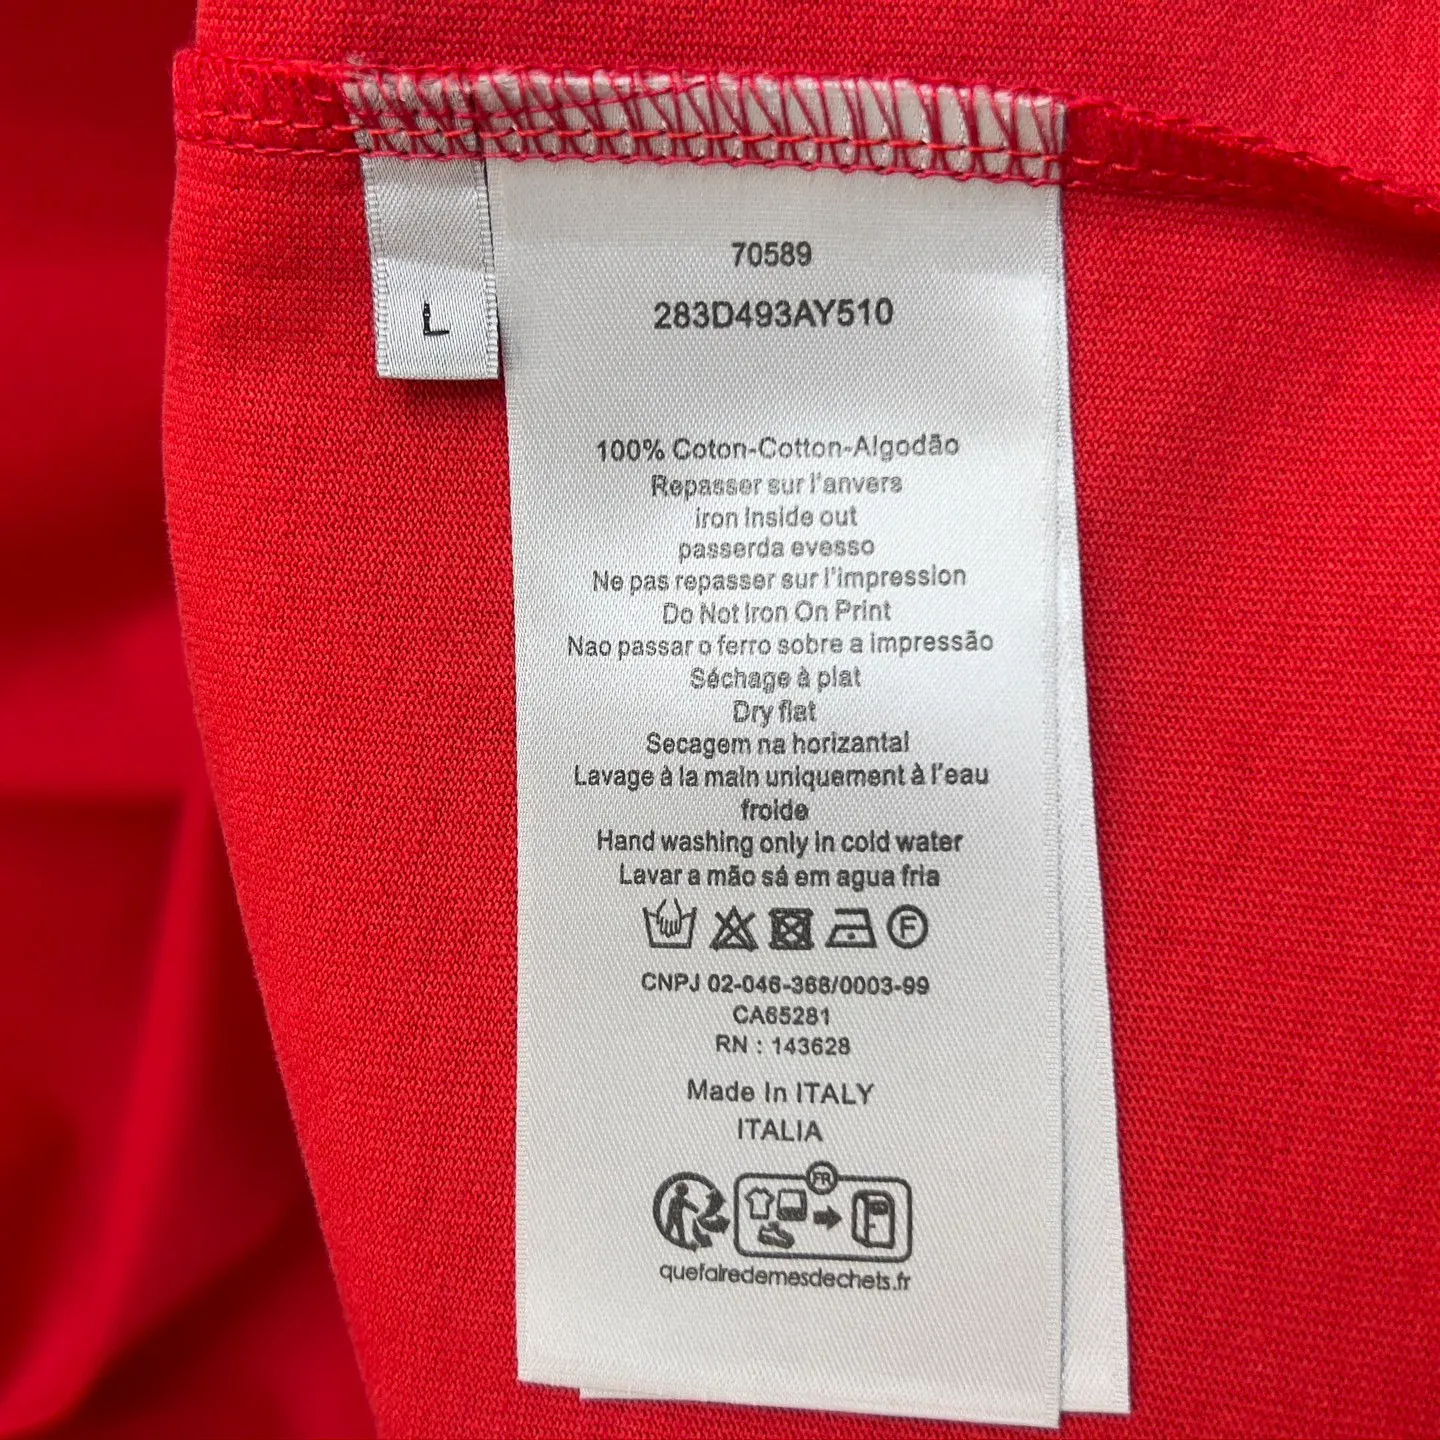 L
70589
283D493AY510
100% Coton-Cotton-Algodão
Repasser sur l'anvers
iron Inside out
passerda evesso
Ne pas repasser sur l'impression
Do Not Iron On Print
Nao passar o ferro sobre a impressão
Séchage à plat
Dry flat
Secagem na horizantal
Lavage à la main uniquement à l'eau
froide
Hand washing only in cold water
Lavar a mão sá em agua fria
F
CNPJ 02-046-368/0003-99
CA65281
RN : 143628
Made In ITALY
ITALIA
FR
quefairedemesdechets.fr